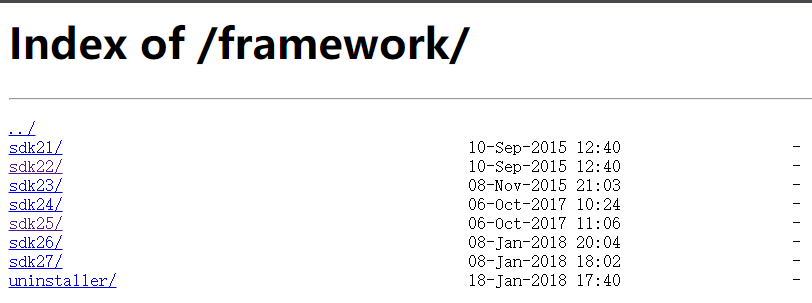 Index of /framework/
../
sdk21/ 10-Sep-2015 12:40 -
sdk22/ 10-Sep-2015 12:40 -
sdk23/ 08-Nov-2015 21:03 -
sdk24/ 06-Oct-2017 10:24 -
sdk25/ 06-Oct-2017 11:06 -
sdk26/ 08-Jan-2018 20:04 -
sdk27/ 08-Jan-2018 18:02 -
uninstaller/ 18-Jan-2018 17:40 -